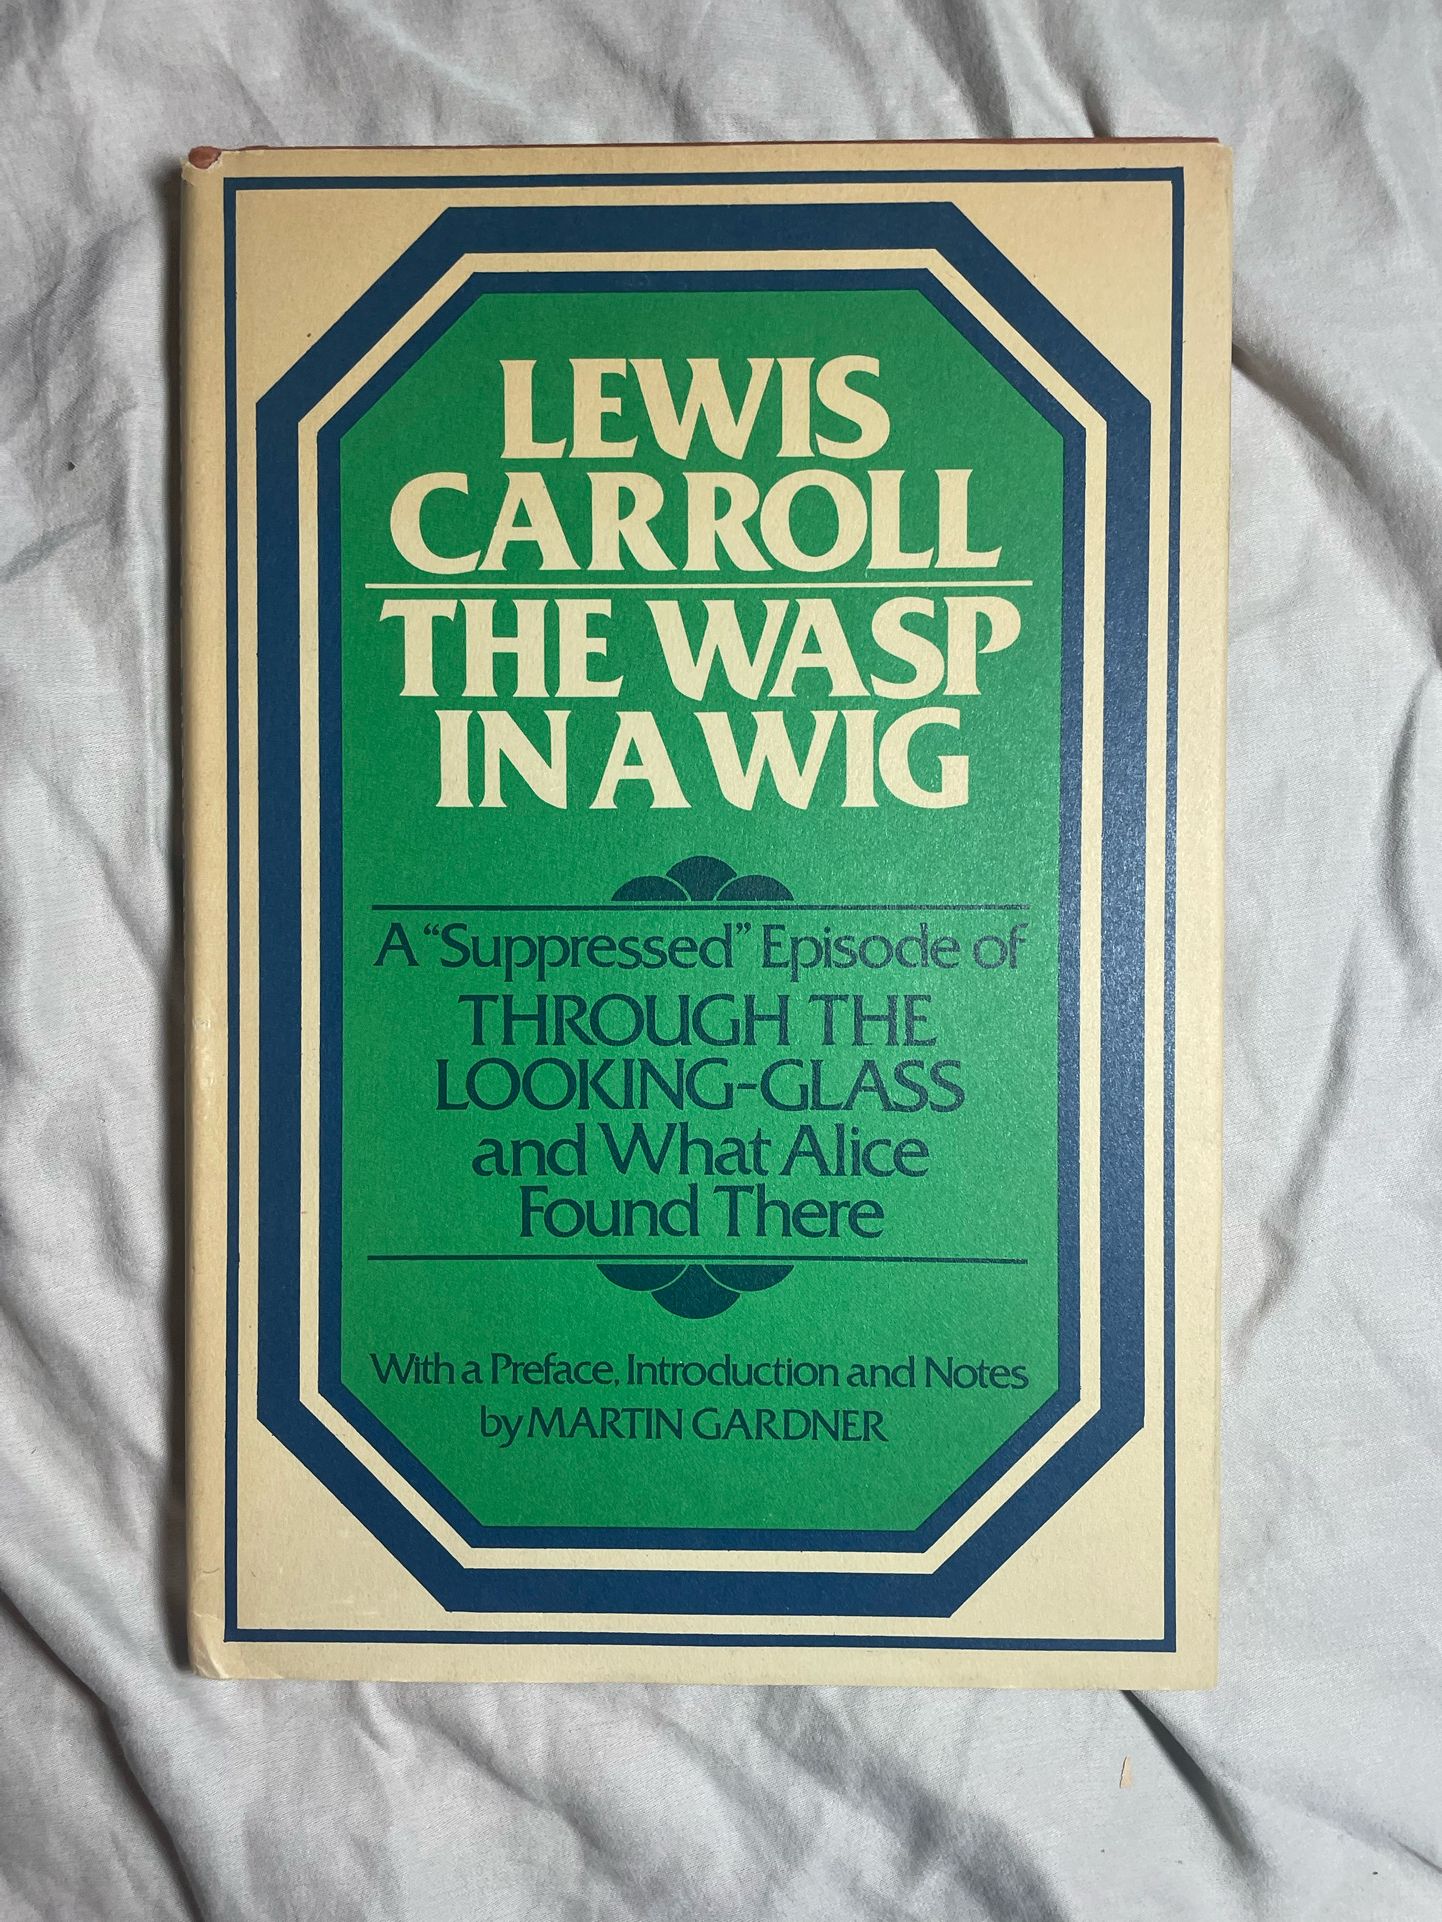 LEWIS
CARROLL
THE WASP
IN A WIG
A “Suppressed” Episode of
THROUGH THE
LOOKING-GLASS
and What Alice
Found There
With a Preface, Introduction and Notes
by MARTIN GARDNER